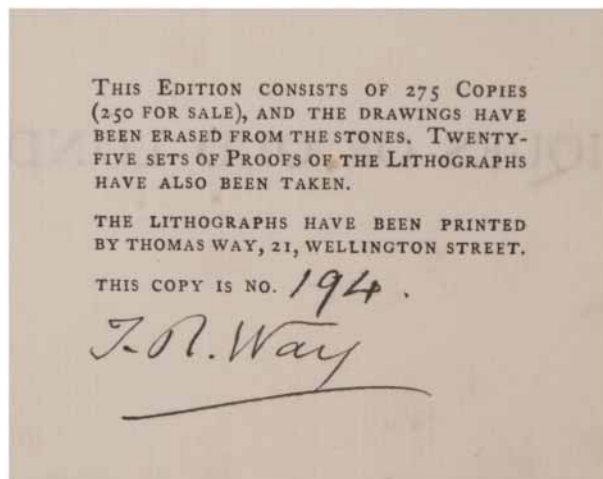 THIS EDITION CONSISTS OF 275 COPIES
(250 FOR SALE), AND THE DRAWINGS HAVE
BEEN ERASED FROM THE STONES. TWENTY-
FIVE SETS OF PROOFS OF THE LITHOGRAPHS
HAVE ALSO BEEN TAKEN.
THE LITHOGRAPHS HAVE BEEN PRINTED
BY THOMAS WAY, 21, WELLINGTON STREET.
THIS COPY IS NO. 194.
T. R. Way